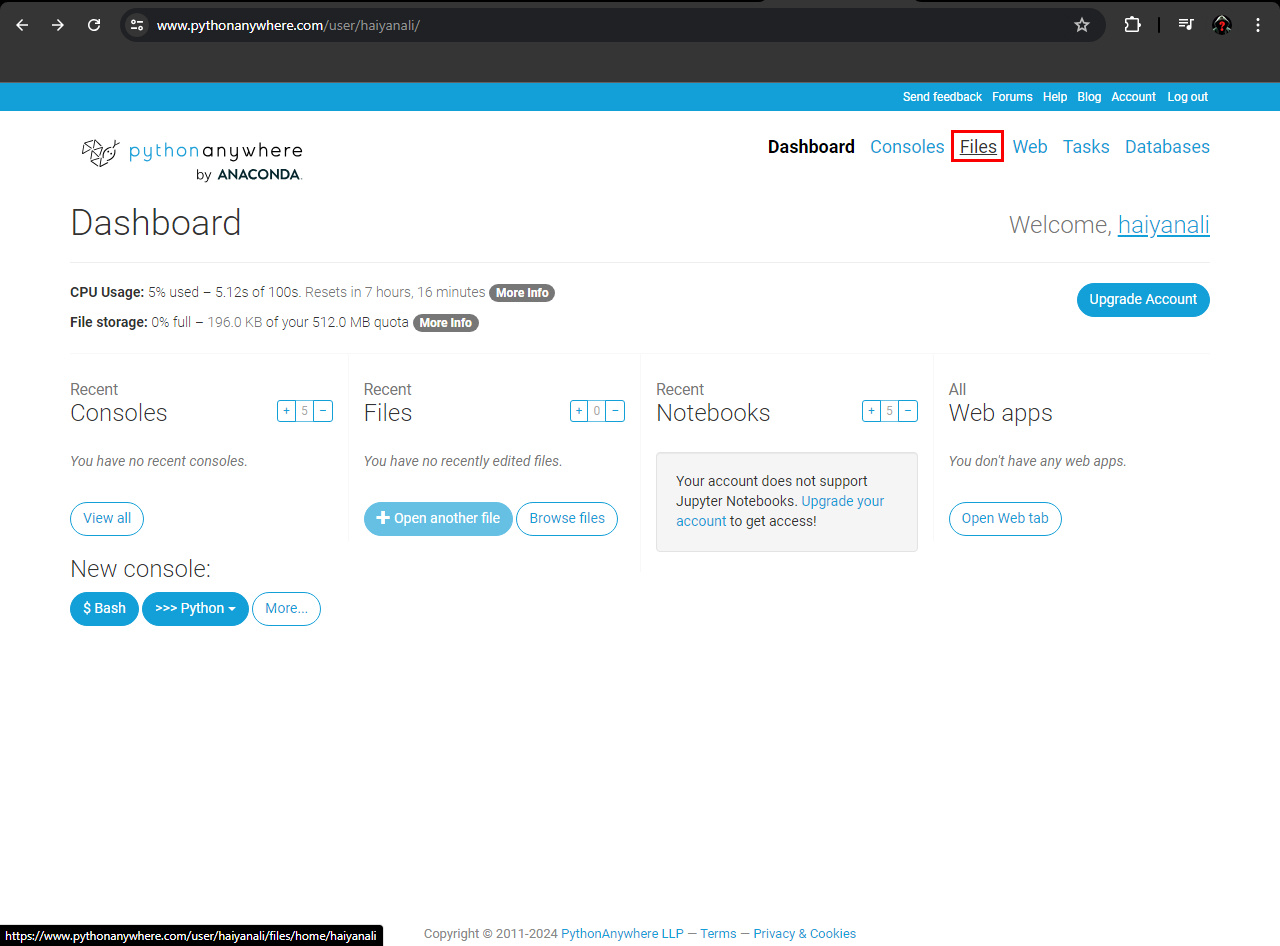 www.pythonanywhere.com/user/haiyanali/
Send feedback Forums Help Blog Account Log out
pythonanywhere
by ANACONDA.
Dashboard Consoles Files Web Tasks Databases
Dashboard
Welcome, haiyanali
CPU Usage: 5% used – 5.12s of 100s. Resets in 7 hours, 16 minutes More Info
Upgrade Account
File storage: 0% full – 196.0 KB of your 512.0 MB quota More Info
Recent
Consoles
+ 5 −
You have no recent consoles.
View all
New console:
$ Bash >>> Python More...
Recent
Files
+ 0 −
You have no recently edited files.
Open another file Browse files
Recent
Notebooks
+ 5 −
Your account does not support
Jupyter Notebooks. Upgrade your
account to get access!
All
Web apps
You don't have any web apps.
Open Web tab
https://www.pythonanywhere.com/user/haiyanali/files/home/haiyanali
Copyright © 2011-2024 PythonAnywhere LLP — Terms — Privacy & Cookies